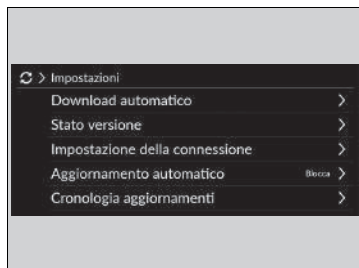 Impostazioni
Download automatico
Stato versione
Impostazione della connessione
Aggiornamento automatico Blocca
Cronologia aggiornamenti